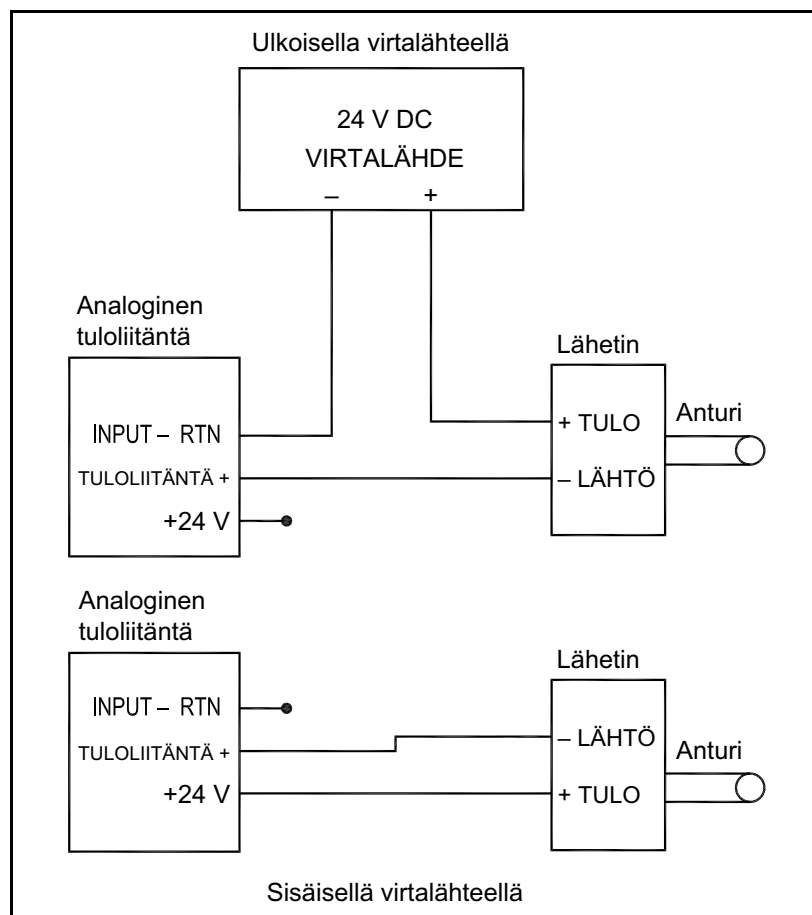 Ulkoisella virtalähteellä
24 V DC
VIRTALÄHDE
– +
Analoginen
tuloliitäntä
INPUT – RTN
TULOLIITÄNTÄ +
+24 V
Lähetin
+ TULO
– LÄHTÖ
Anturi
Analoginen
tuloliitäntä
INPUT – RTN
TULOLIITÄNTÄ +
+24 V
Lähetin
– LÄHTÖ
+ TULO
Anturi
Sisäisellä virtalähteellä